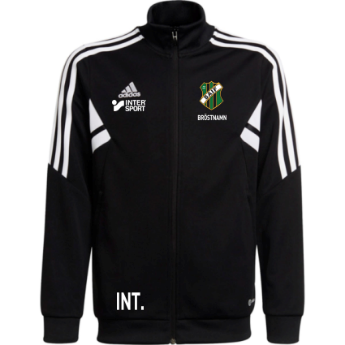 adidas
INTER
SPORT
BRÖSTNAMN
INT.